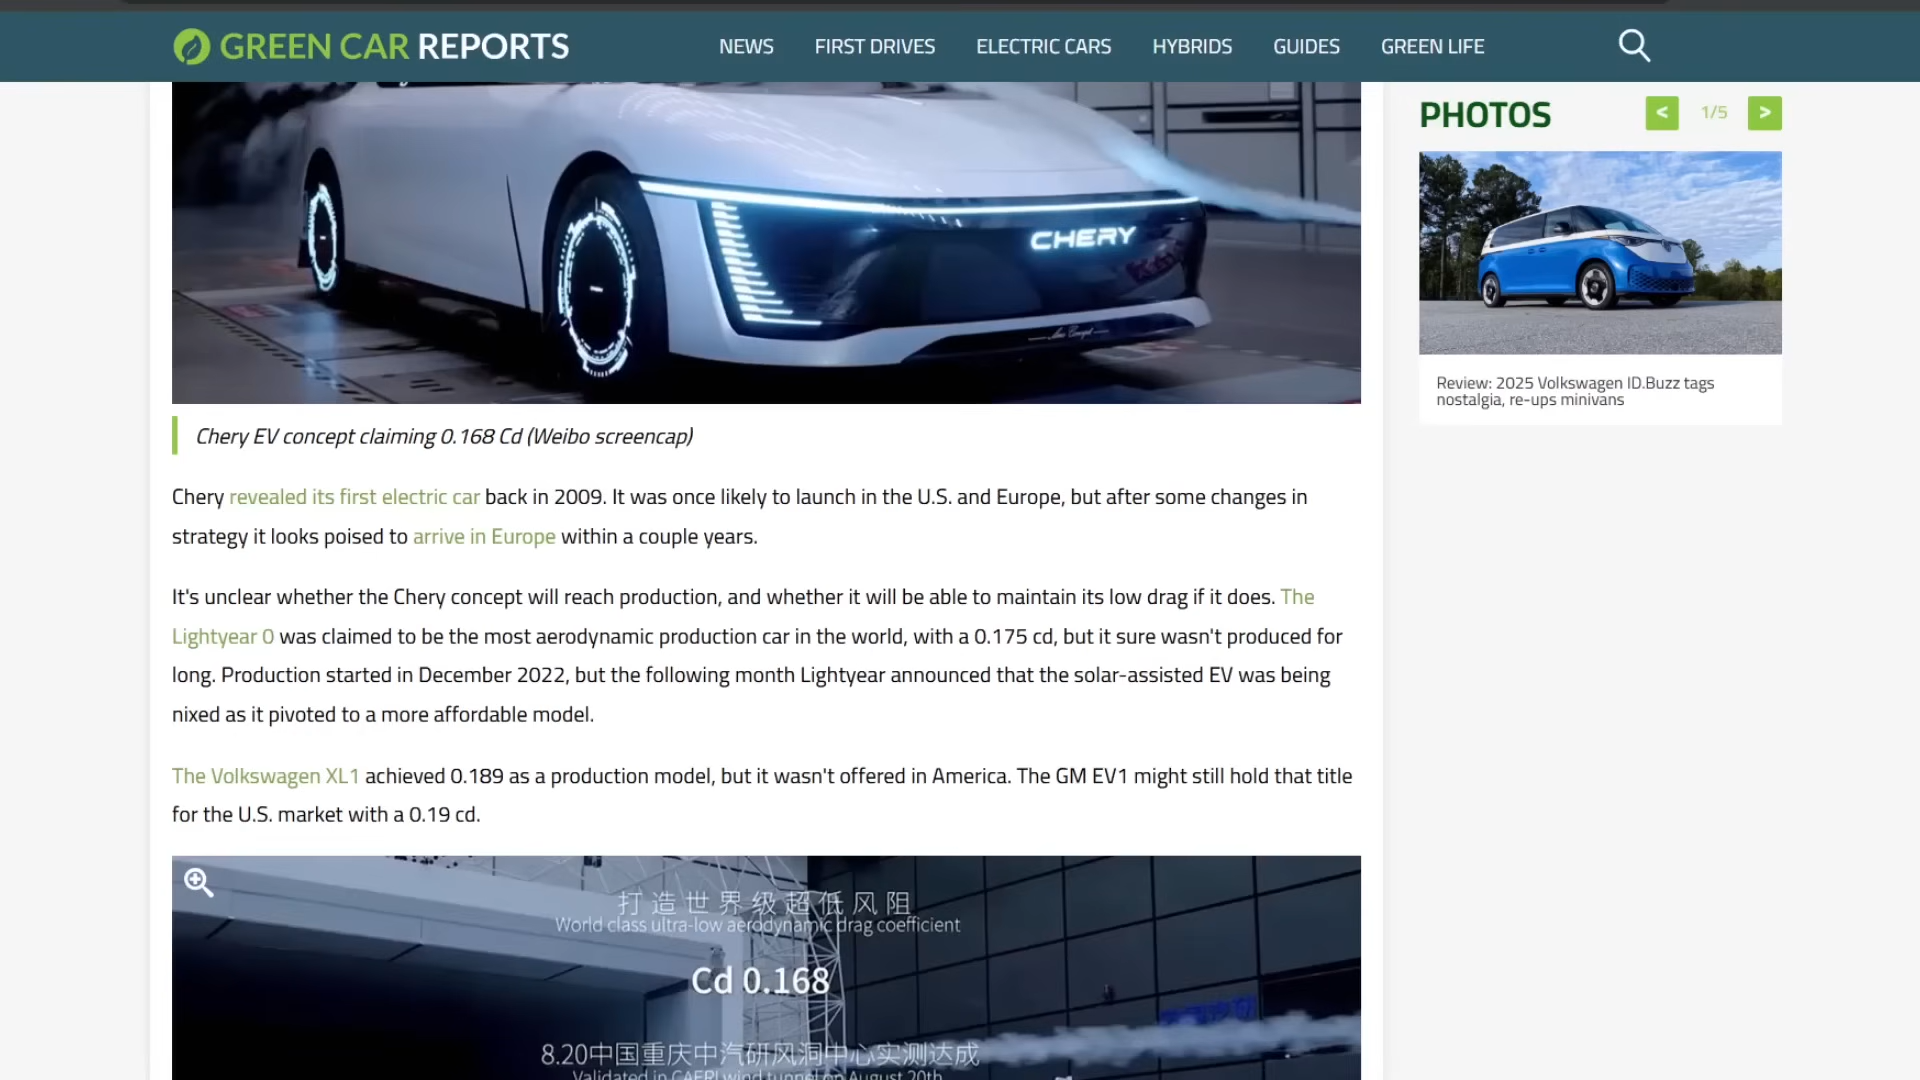 GREEN CAR REPORTS
NEWS
FIRST DRIVES
ELECTRIC CARS
HYBRIDS
GUIDES
GREEN LIFE
CHERY
Chery EV concept claiming 0.168 Cd (Weibo screencap)
Chery revealed its first electric car back in 2009. It was once likely to launch in the U.S. and Europe, but after some changes in
strategy it looks poised to arrive in Europe within a couple years.
It's unclear whether the Chery concept will reach production, and whether it will be able to maintain its low drag if it does. The
Lightyear 0 was claimed to be the most aerodynamic production car in the world, with a 0.175 cd, but it sure wasn't produced for
long. Production started in December 2022, but the following month Lightyear announced that the solar-assisted EV was being
nixed as it pivoted to a more affordable model.
The Volkswagen XL1 achieved 0.189 as a production model, but it wasn't offered in America. The GM EV1 might still hold that title
for the U.S. market with a 0.19 cd.
打造世界级超低风阻
World class ultra-low aerodynamic drag coefficient
Cd 0.168
8.20中国重庆中汽研风洞中心实测达成
Validated in CAERI wind tunnel on August 20th
PHOTOS
<
1/5
>
Review: 2025 Volkswagen ID.Buzz tags
nostalgia, re-ups minivans